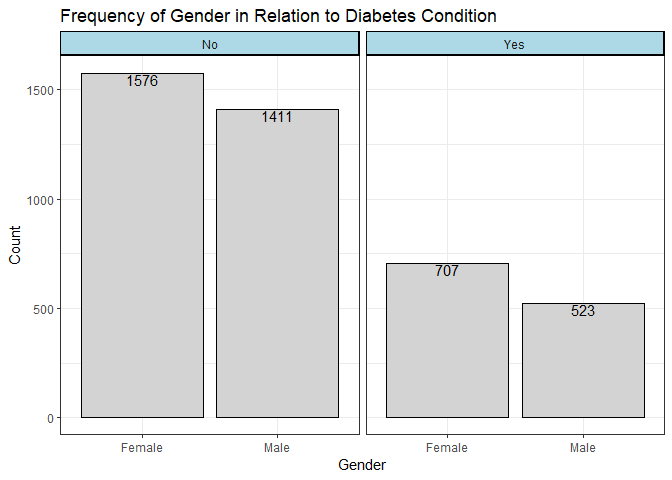 Frequency of Gender in Relation to Diabetes Condition
No Yes
1576
1411
707
523
1500
1000
500
0
Count
Female Male Female Male
Gender